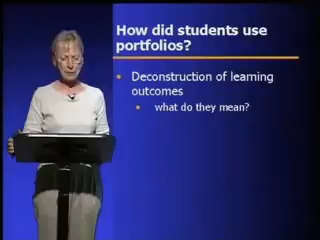 How did students use
portfolios?
Deconstruction of learning
outcomes
what do they mean?